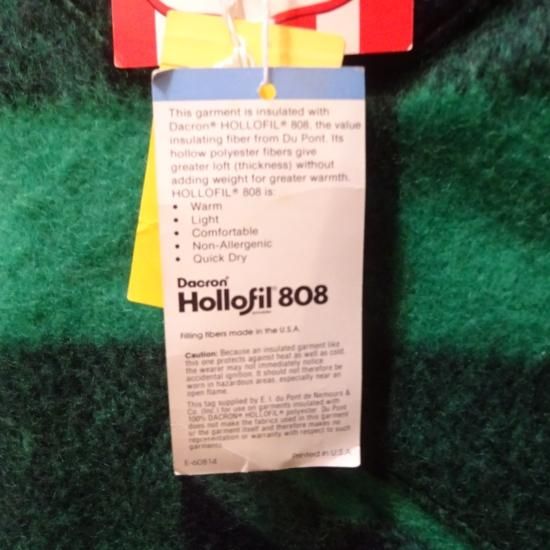 This garment is insulated with
Dacron® HOLLOFIL® 808, the value
insulating fiber from Du Pont. Its
hollow polyester fibers give
greater loft (thickness) without
adding weight for greater warmth.
HOLLOFIL® 808 is:
• Warm
• Light
• Comfortable
• Non-Allergenic
• Quick Dry
Dacron®
Hollofil® 808
polyester
Filling fibers made in the U.S.A.
Caution: Because an insulated garment like
this one protects against heat as well as cold,
the wearer may not immediately notice
accidental ignition. It should not therefore be
worn in hazardous areas, especially near an
open flame.
This tag supplied by E. I. du Pont de Nemours &
Co. (Inc.) for use on garments insulated with
100% DACRON® HOLLOFIL® polyester. Du Pont
does not make the fabrics used in this garment
or the garment itself and therefore makes no
representation or warranty with respect to such
garments.
E-60814
Printed in U.S.A.